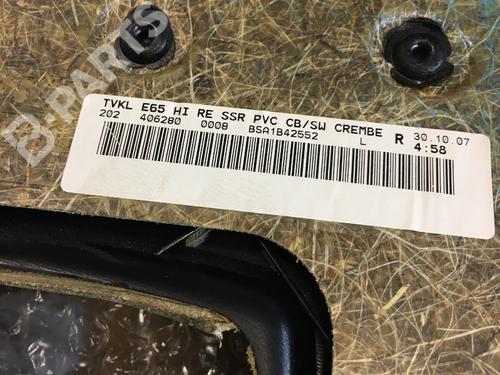 B-PARTS
TVKL E65 HI RE SSR PVC CB/SW CREMBE R 30.10.07
202 406280 0008 BSA1B42552 L 4:58